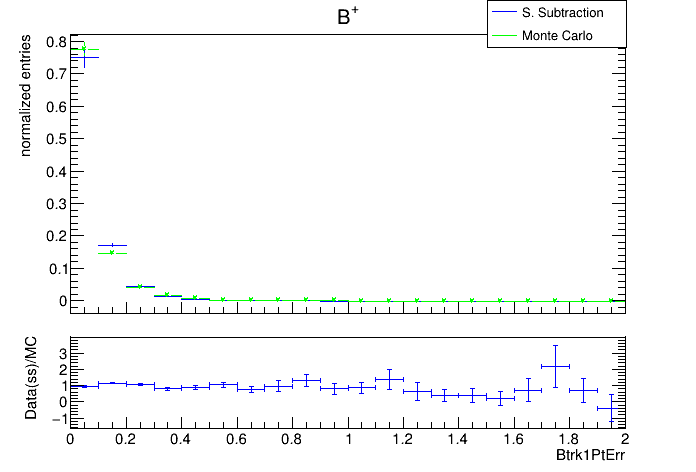 B+
S. Subtraction
Monte Carlo
normalized entries
0.8
0.7
0.6
0.5
0.4
0.3
0.2
0.1
0
Data(ss)/MC
3
2
1
0
−1
0 0.2 0.4 0.6 0.8 1 1.2 1.4 1.6 1.8 2
Btrk1PtErr